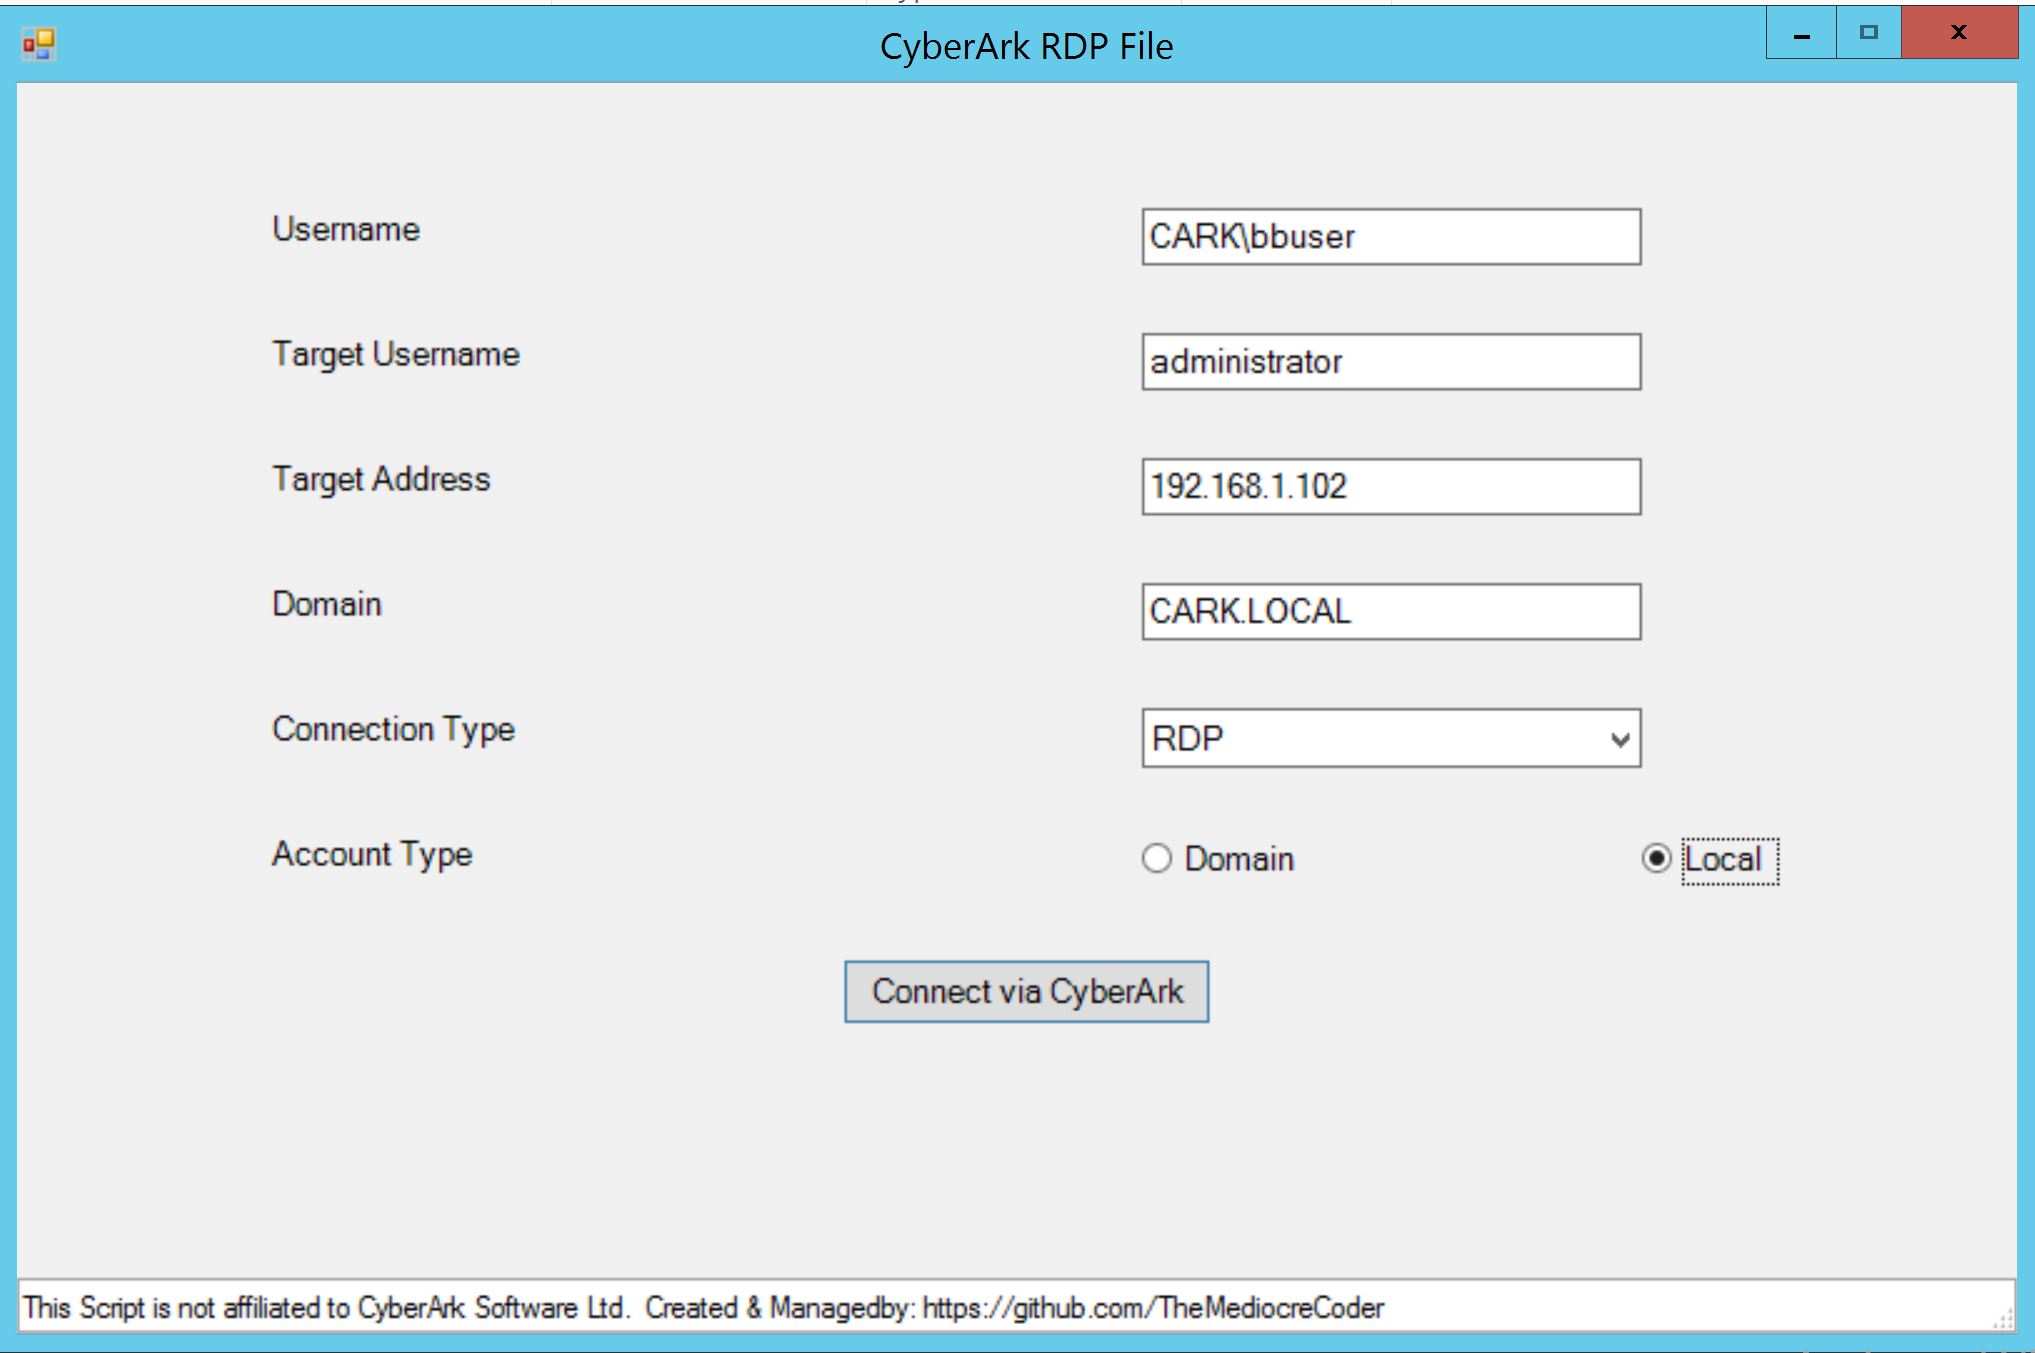 CyberArk RDP File
Username
CARK\bbuser
Target Username
administrator
Target Address
192.168.1.102
Domain
CARK.LOCAL
Connection Type
RDP
Account Type
Domain
Local
Connect via CyberArk
This Script is not affiliated to CyberArk Software Ltd.  Created & Managedby: https://github.com/TheMediocreCoder